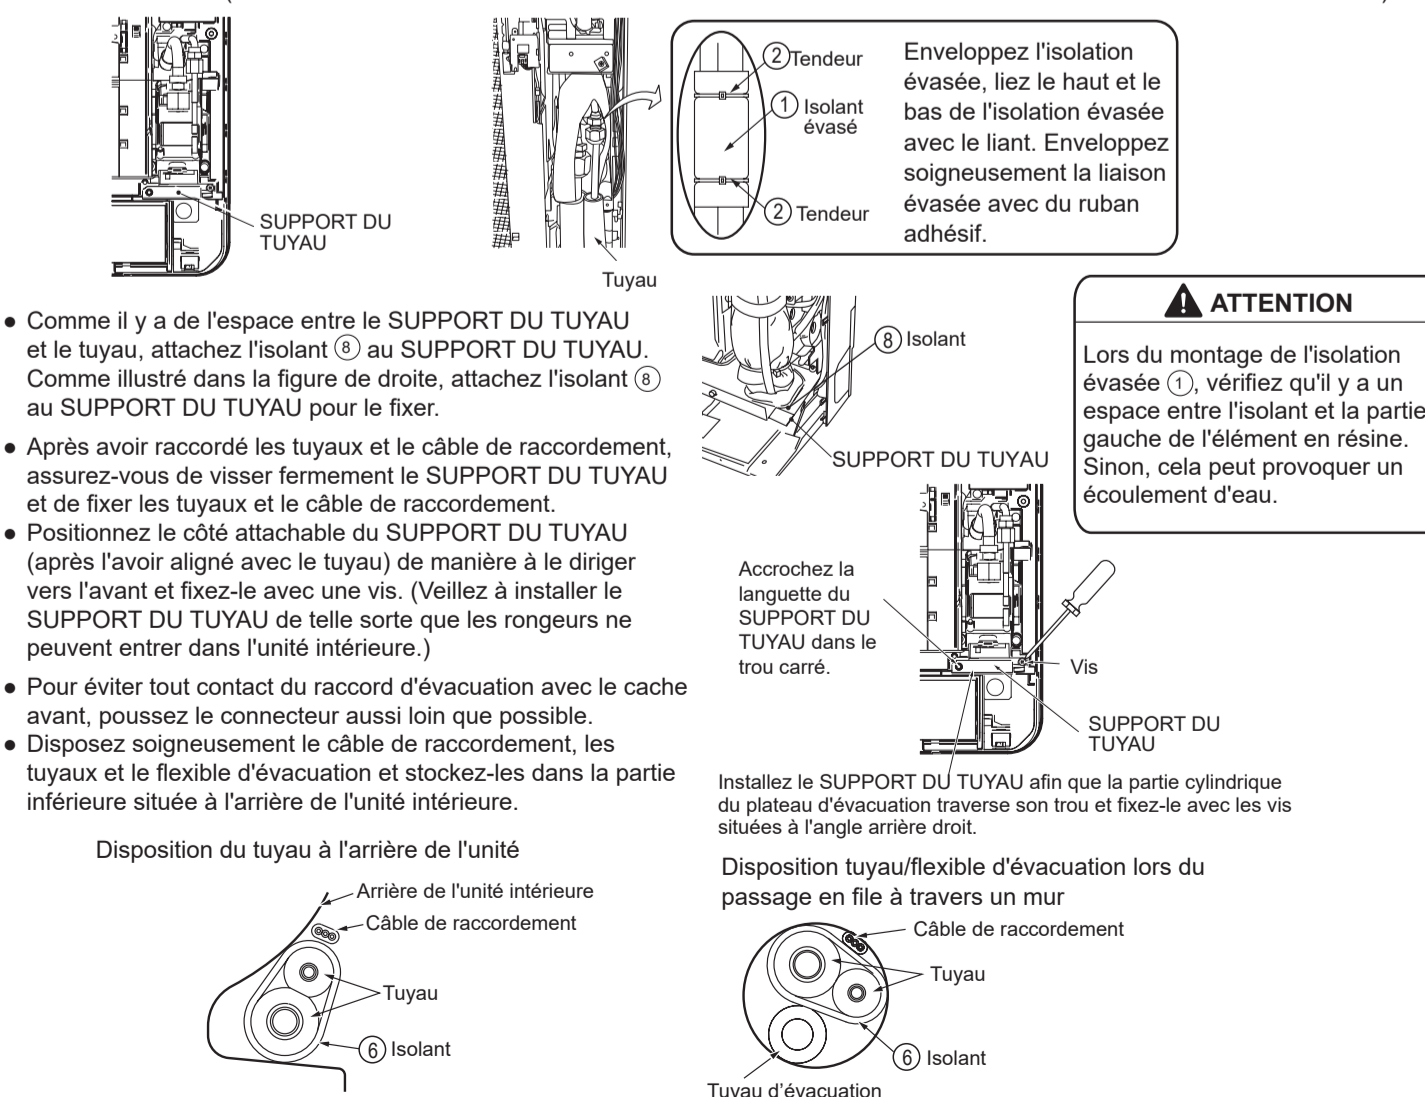 SUPPORT DU
TUYAU
Tuyau
② Tendeur
① Isolant
évasé
② Tendeur
Enveloppez l'isolation
évasée, liez le haut et le
bas de l'isolation évasée
avec le liant. Enveloppez
soigneusement la liaison
évasée avec du ruban
adhésif.
● Comme il y a de l'espace entre le SUPPORT DU TUYAU
et le tuyau, attachez l'isolant ⑧ au SUPPORT DU TUYAU.
Comme illustré dans la figure de droite, attachez l'isolant ⑧
au SUPPORT DU TUYAU pour le fixer.
● Après avoir raccordé les tuyaux et le câble de raccordement,
assurez-vous de visser fermement le SUPPORT DU TUYAU
et de fixer les tuyaux et le câble de raccordement.
● Positionnez le côté attachable du SUPPORT DU TUYAU
(après l'avoir aligné avec le tuyau) de manière à le diriger
vers l'avant et fixez-le avec une vis. (Veillez à installer le
SUPPORT DU TUYAU de telle sorte que les rongeurs ne
peuvent entrer dans l'unité intérieure.)
● Pour éviter tout contact du raccord d'évacuation avec le cache
avant, poussez le connecteur aussi loin que possible.
● Disposez soigneusement le câble de raccordement, les
tuyaux et le flexible d'évacuation et stockez-les dans la partie
inférieure située à l'arrière de l'unité intérieure.
⑧ Isolant
SUPPORT DU TUYAU
ATTENTION
Lors du montage de l'isolation
évasée ①, vérifiez qu'il y a un
espace entre l'isolant et la partie
gauche de l'élément en résine.
Sinon, cela peut provoquer un
écoulement d'eau.
Accrochez la
languette du
SUPPORT DU
TUYAU dans le
trou carré.
Vis
SUPPORT DU
TUYAU
Installez le SUPPORT DU TUYAU afin que la partie cylindrique
du plateau d'évacuation traverse son trou et fixez-le avec les vis
situées à l'angle arrière droit.
Disposition du tuyau à l'arrière de l'unité
Arrière de l'unité intérieure
Câble de raccordement
Tuyau
⑥ Isolant
Disposition tuyau/flexible d'évacuation lors du
passage en file à travers un mur
Câble de raccordement
Tuyau
⑥ Isolant
Tuyau d'évacuation